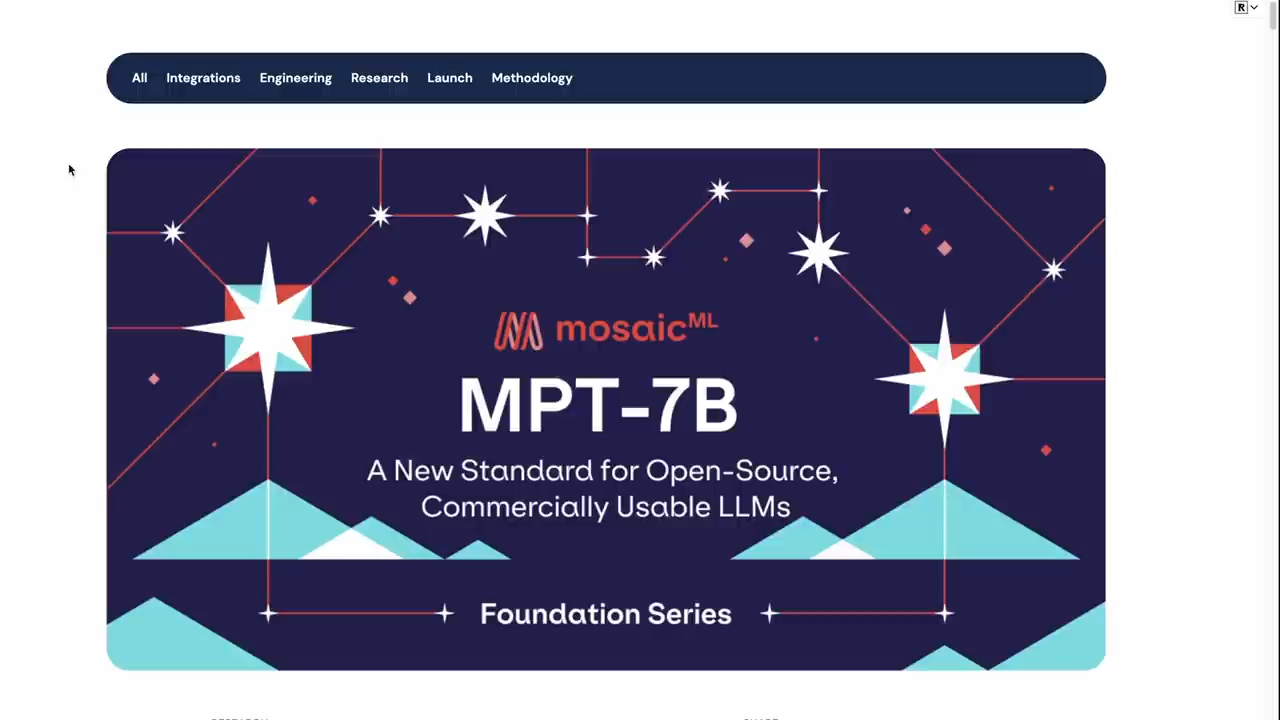 R
All Integrations Engineering Research Launch Methodology
mosaicML
MPT-7B
A New Standard for Open-Source,
Commercially Usable LLMs
Foundation Series